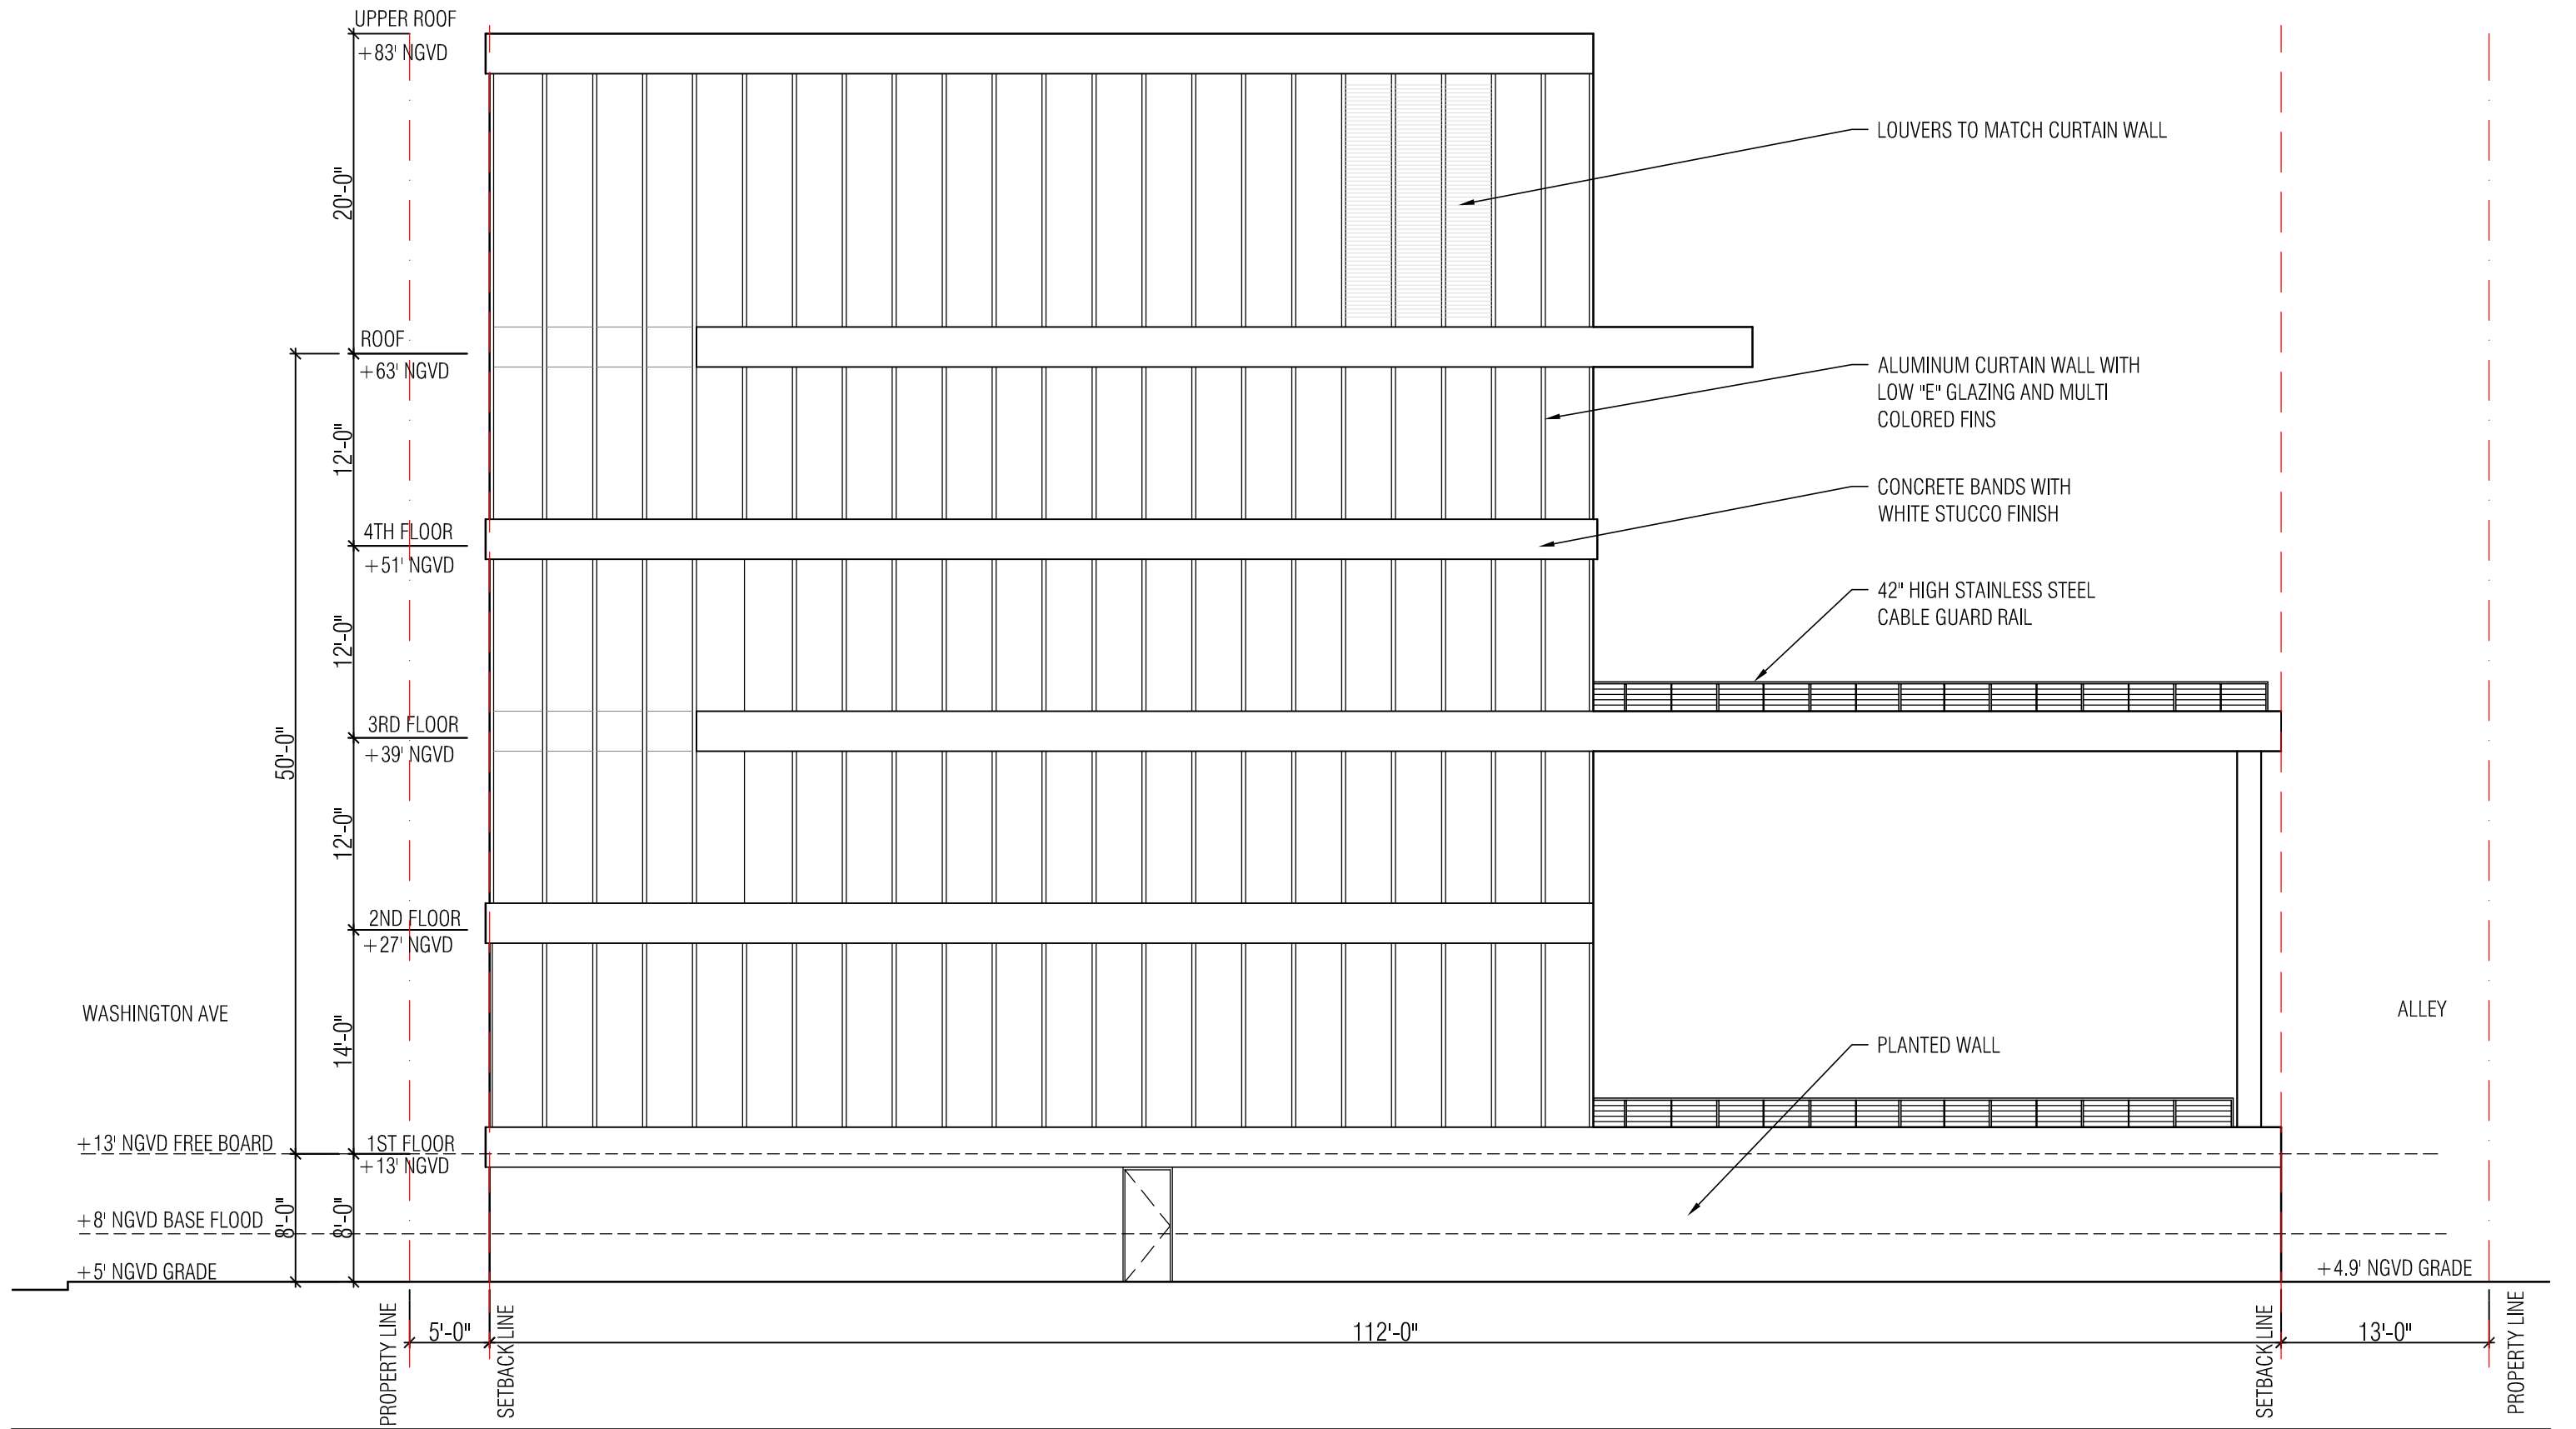 UPPER ROOF
+83' NGVD
LOUVERS TO MATCH CURTAIN WALL
20'-0"
ROOF
+63' NGVD
ALUMINUM CURTAIN WALL WITH
LOW "E" GLAZING AND MULTI
COLORED FINS
12'-0"
CONCRETE BANDS WITH
WHITE STUCCO FINISH
4TH FLOOR
+51' NGVD
42" HIGH STAINLESS STEEL
CABLE GUARD RAIL
12'-0"
3RD FLOOR
+39' NGVD
50'-0"
12'-0"
2ND FLOOR
+27' NGVD
WASHINGTON AVE
ALLEY
14'-0"
PLANTED WALL
+13' NGVD FREE BOARD
1ST FLOOR
+13' NGVD
+8' NGVD BASE FLOOD
8'-0"
8'-0"
+5' NGVD GRADE
+4.9' NGVD GRADE
PROPERTY LINE
5'-0"
SETBACK LINE
112'-0"
SETBACK LINE
13'-0"
PROPERTY LINE